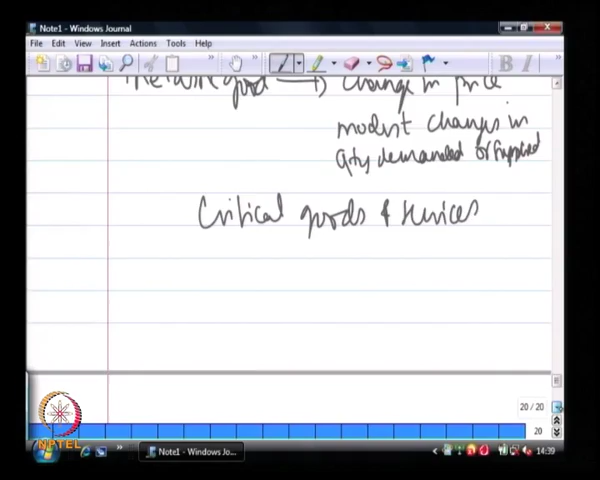 Note1 - Windows Journal
File Edit View Insert Actions Tools Help
B I
good → change in price
modest changes in
Qty demanded or supplied
Critical goods & services
20 / 20
20
NPTEL
Note1 - Windows Jo...
14:39